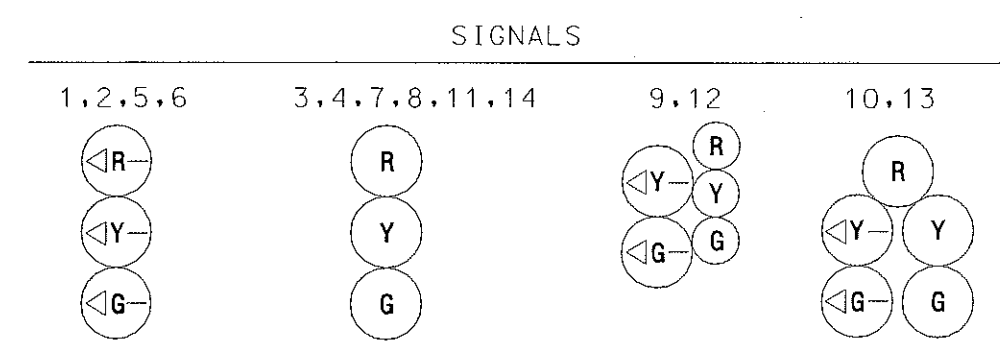 SIGNALS
1,2,5,6
3,4,7,8,11,14
9,12
10,13
R
Y
G
R
Y
G
R
Y
Y
G
G
R
Y
Y
G
G